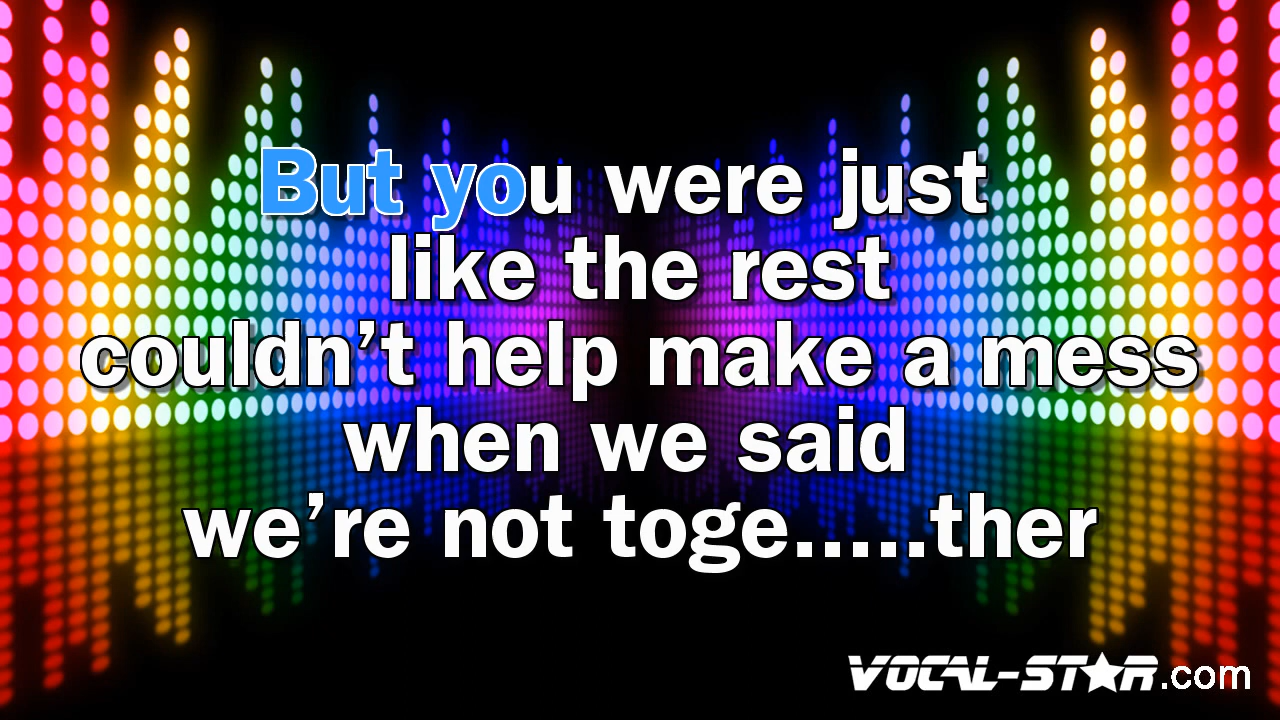 But you were just
like the rest
couldn’t help make a mess
when we said
we’re not toge.....ther
VOCAL-STAR.com